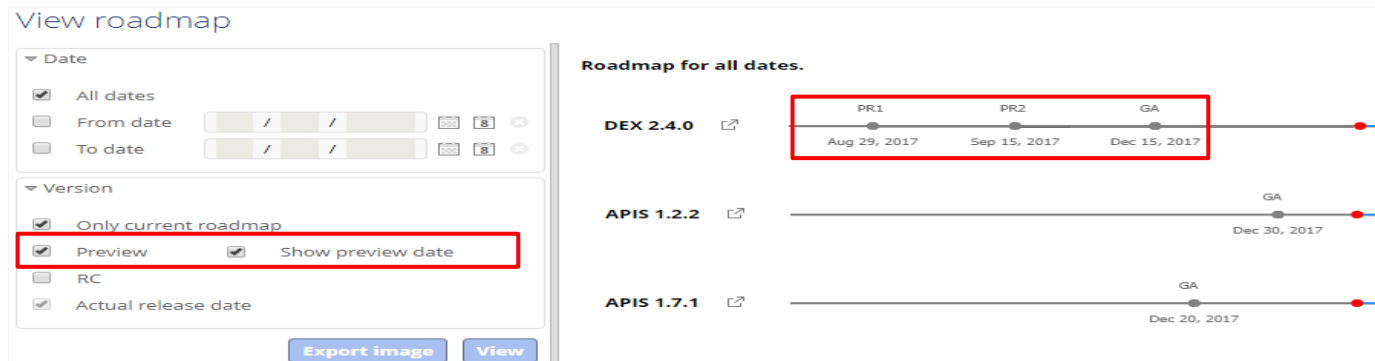 View roadmap
Date
All dates
From date / / 8
To date / / 8
Version
Only current roadmap
Preview Show preview date
RC
Actual release date
Export image View
Roadmap for all dates.
PR1 PR2 GA
DEX 2.4.0
Aug 29, 2017 Sep 15, 2017 Dec 15, 2017
GA
APIS 1.2.2
Dec 30, 2017
GA
APIS 1.7.1
Dec 20, 2017